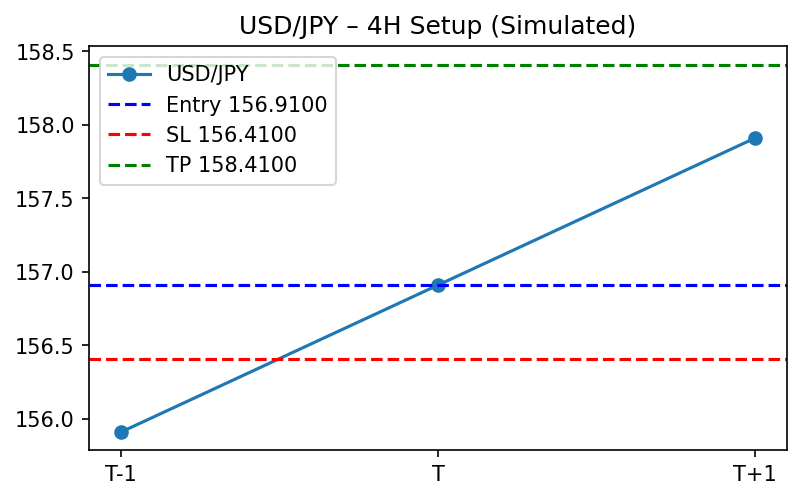 USD/JPY – 4H Setup (Simulated)
158.5
158.0
157.5
157.0
156.5
156.0
USD/JPY
Entry 156.9100
SL 156.4100
TP 158.4100
T-1
T
T+1